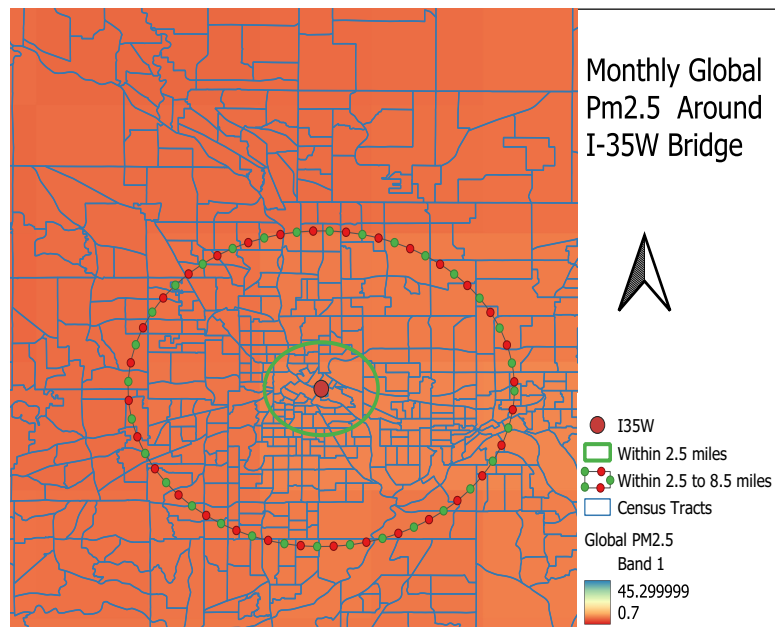 Monthly Global
Pm2.5 Around
I-35W Bridge
I35W
Within 2.5 miles
Within 2.5 to 8.5 miles
Census Tracts
Global PM2.5
Band 1
45.299999
0.7